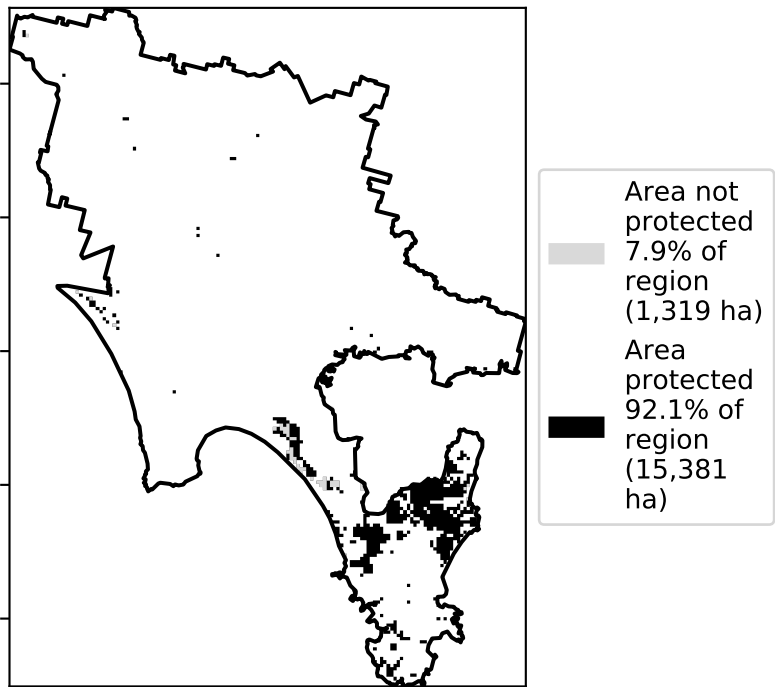 Area not
protected
7.9% of
region
(1,319 ha)
Area
protected
92.1% of
region
(15,381
ha)